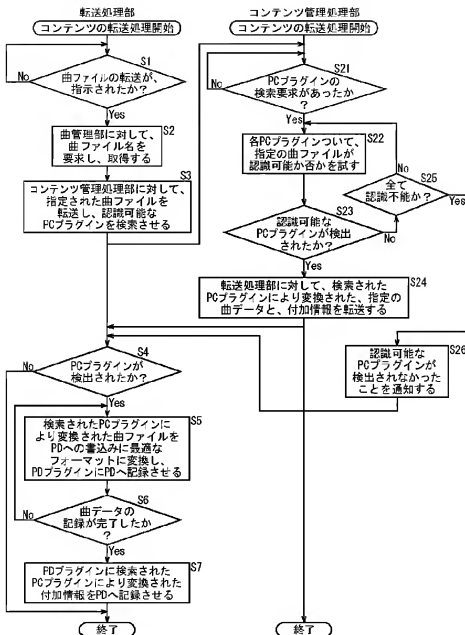 転送処理部
コンテンツの転送処理開始
S1
曲ファイルの転送が、
指示されたか?
No
Yes
S2
曲管理部に対して、
曲ファイル名を
要求し、取得する
S3
コンテンツ管理処理部に対して、
指定された曲ファイルを
転送し、認識可能な
PCプラグインを検索させる
S4
PCプラグインが
検出されたか?
No
Yes
S5
検索されたPCプラグインに
より変換された曲ファイルを
PDへの書込みに最適な
フォーマットに変換し、
PDプラグインにPDへ記録させる
S6
曲データの
記録が完了したか
?
No
Yes
S7
PDプラグインに検索された
PCプラグインにより変換された
付加情報をPDへ記録させる
終了
コンテンツ管理処理部
コンテンツの転送処理開始
S21
PCプラグインの
検索要求があったか
?
No
Yes
S22
各PCプラグインついて、
指定の曲ファイルが
認識可能か否かを試す
S23
認識可能な
PCプラグインが検出
されたか?
No
Yes
S25
全て
認識不能か?
No
Yes
S24
転送処理部に対して、検索された
PCプラグインにより変換された、指定の
曲データと、付加情報を転送する
S26
認識可能な
PCプラグインが
検出されなかった
ことを通知する
終了